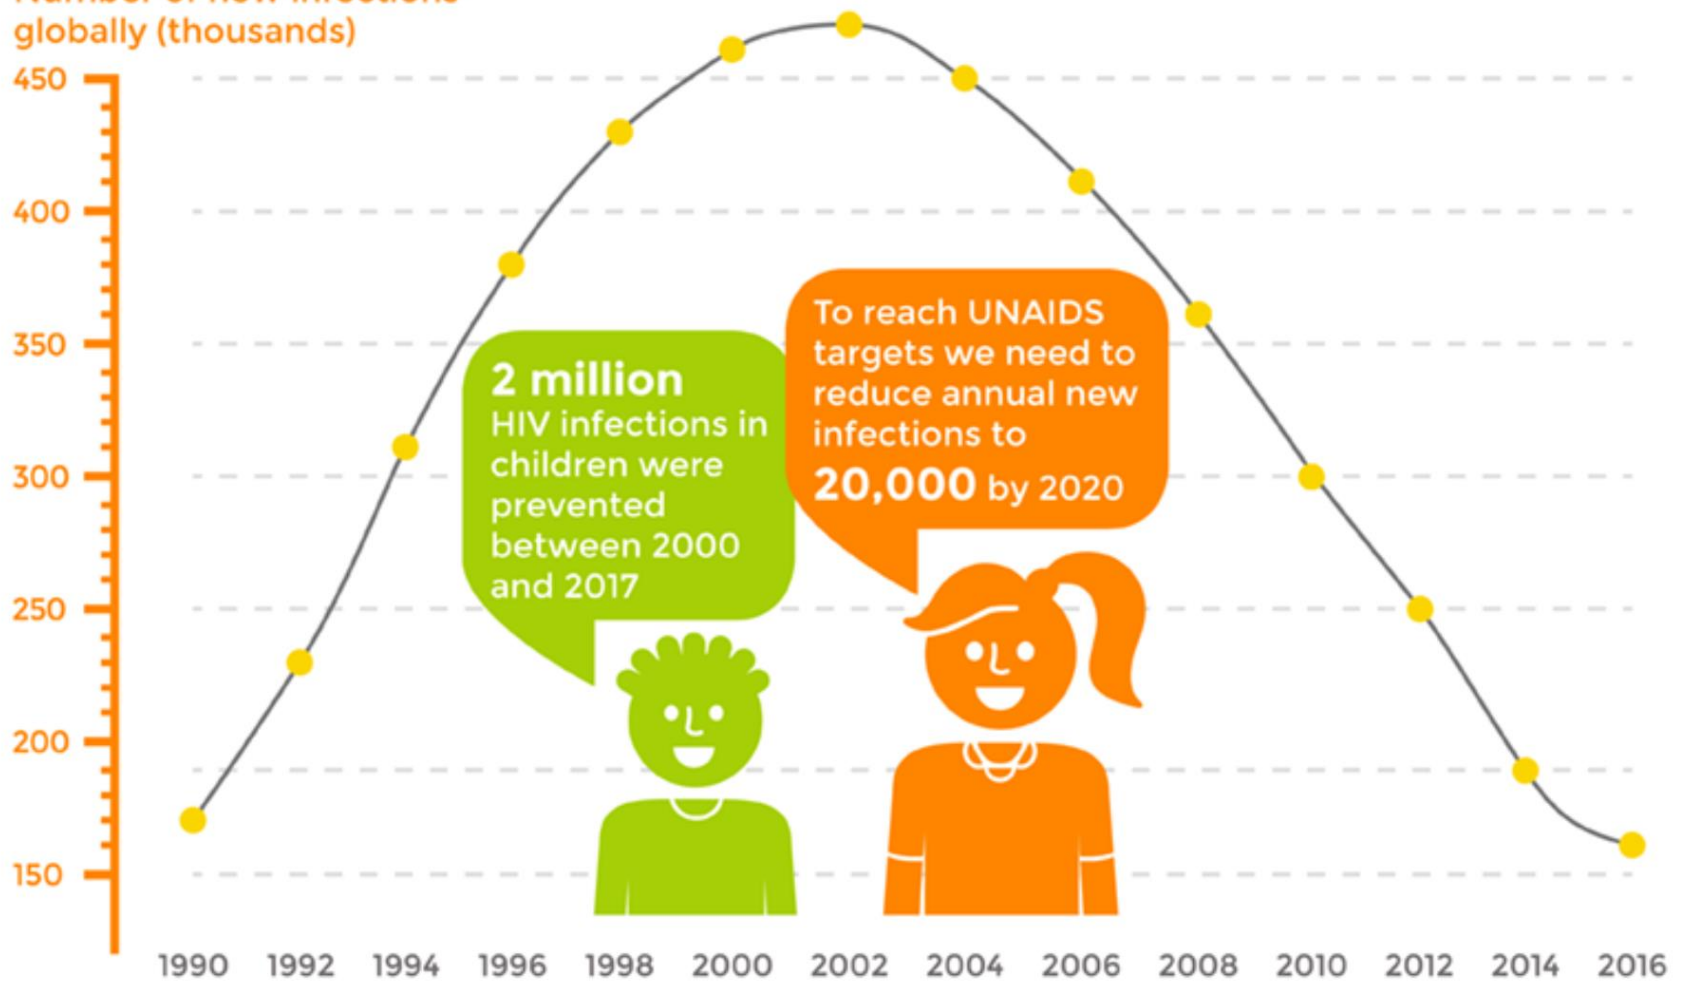 globally (thousands)
450
400
350
300
250
200
150
2 million
HIV infections in
children were
prevented
between 2000
and 2017
To reach UNAIDS
targets we need to
reduce annual new
infections to
20,000 by 2020
1990 1992 1994 1996 1998 2000 2002 2004 2006 2008 2010 2012 2014 2016